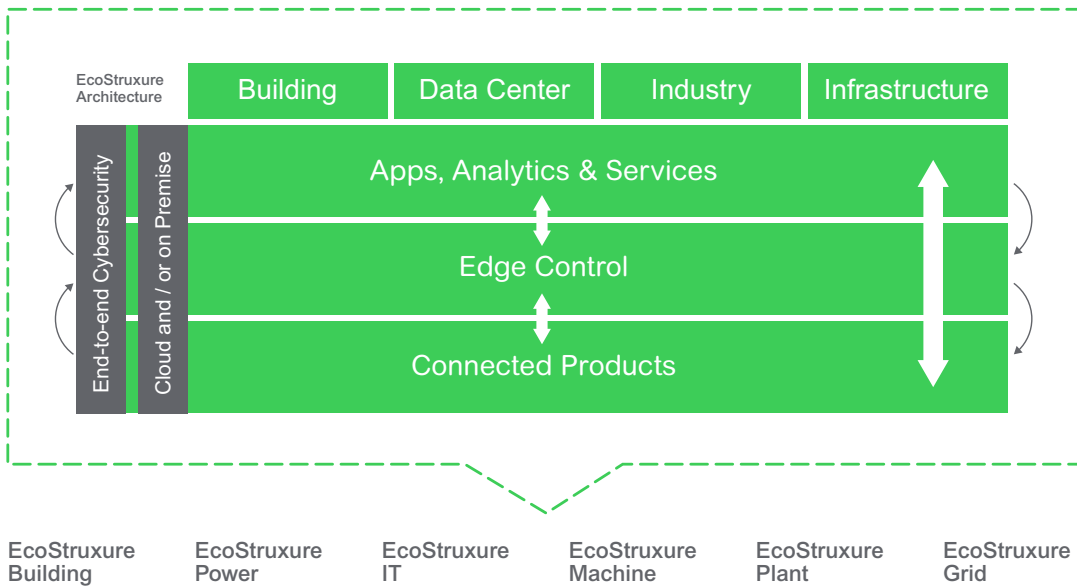 EcoStruxure
Architecture
Building
Data Center
Industry
Infrastructure
End-to-end Cybersecurity
Cloud and / or on Premise
Apps, Analytics & Services
Edge Control
Connected Products
EcoStruxure
Building
EcoStruxure
Power
EcoStruxure
IT
EcoStruxure
Machine
EcoStruxure
Plant
EcoStruxure
Grid